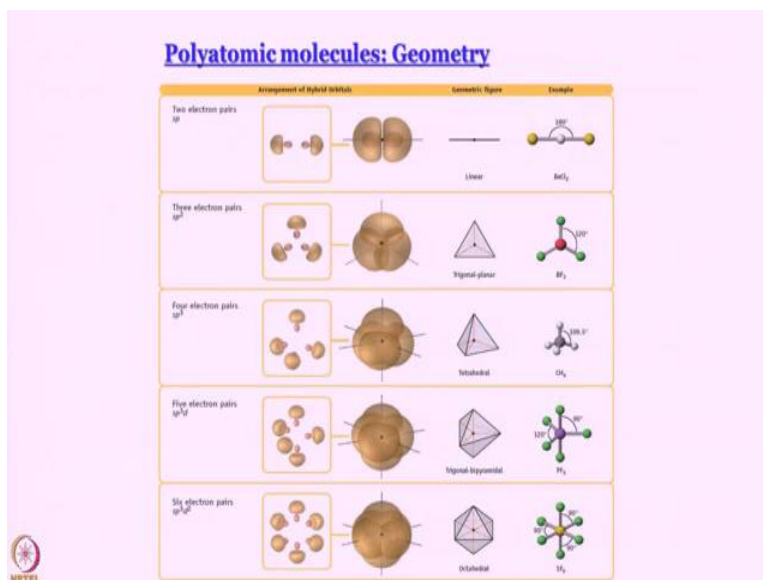 Polyatomic molecules: Geometry
Arrangement of Hybrid Orbitals Geometric figure Example
Two electron pairs
sp
180°
Linear BeCl₂
Three electron pairs
sp²
120°
Trigonal-planar BF₃
Four electron pairs
sp³
109.5°
Tetrahedral CH₄
Five electron pairs
sp³d
90°
120°
Trigonal-bipyramidal PF₅
Six electron pairs
sp³d²
90°
90°
90°
Octahedral SF₆
NPTEL